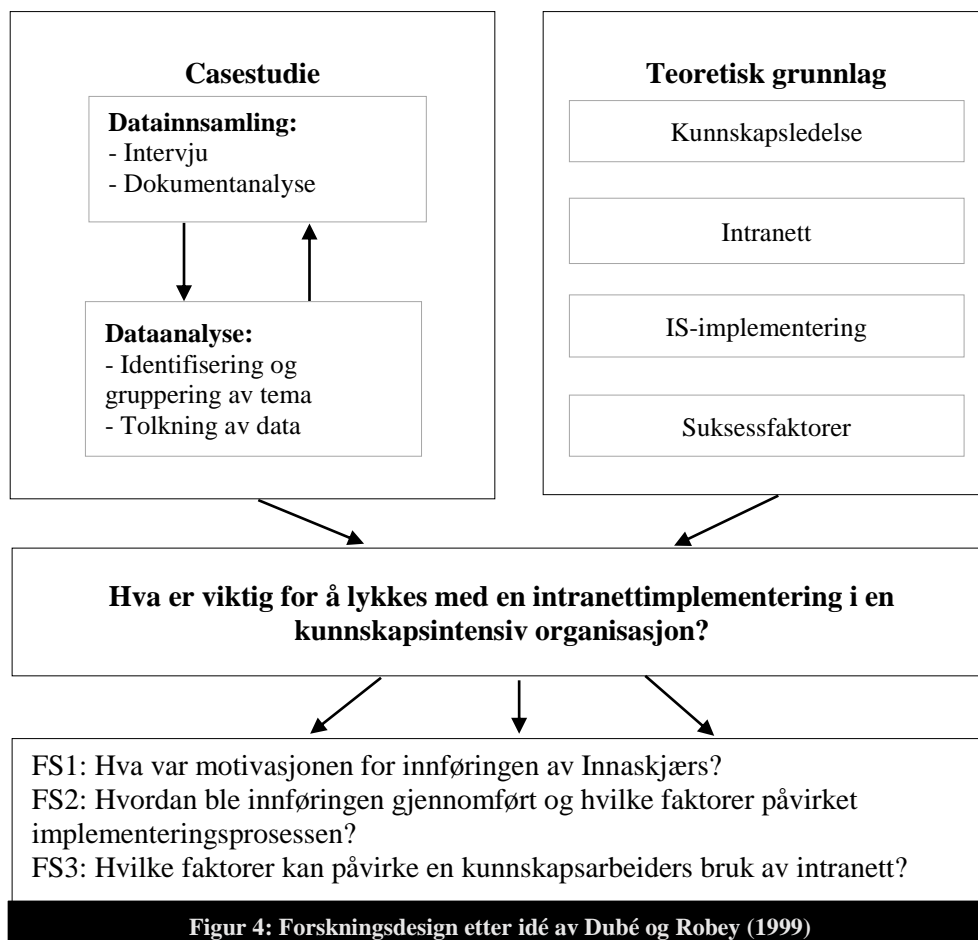 Casestudie
Datainnsamling:
- Intervju
- Dokumentanalyse
Dataanalyse:
- Identifisering og
gruppering av tema
- Tolkning av data
Teoretisk grunnlag
Kunnskapsledelse
Intranett
IS-implementering
Suksessfaktorer
Hva er viktig for å lykkes med en intranettimplementering i en
kunnskapsintensiv organisasjon?
FS1: Hva var motivasjonen for innføringen av Innaskjærs?
FS2: Hvordan ble innføringen gjennomført og hvilke faktorer påvirket
implementeringsprosessen?
FS3: Hvilke faktorer kan påvirke en kunnskapsarbeiders bruk av intranett?
Figur 4: Forskningsdesign etter idé av Dubé og Robey (1999)